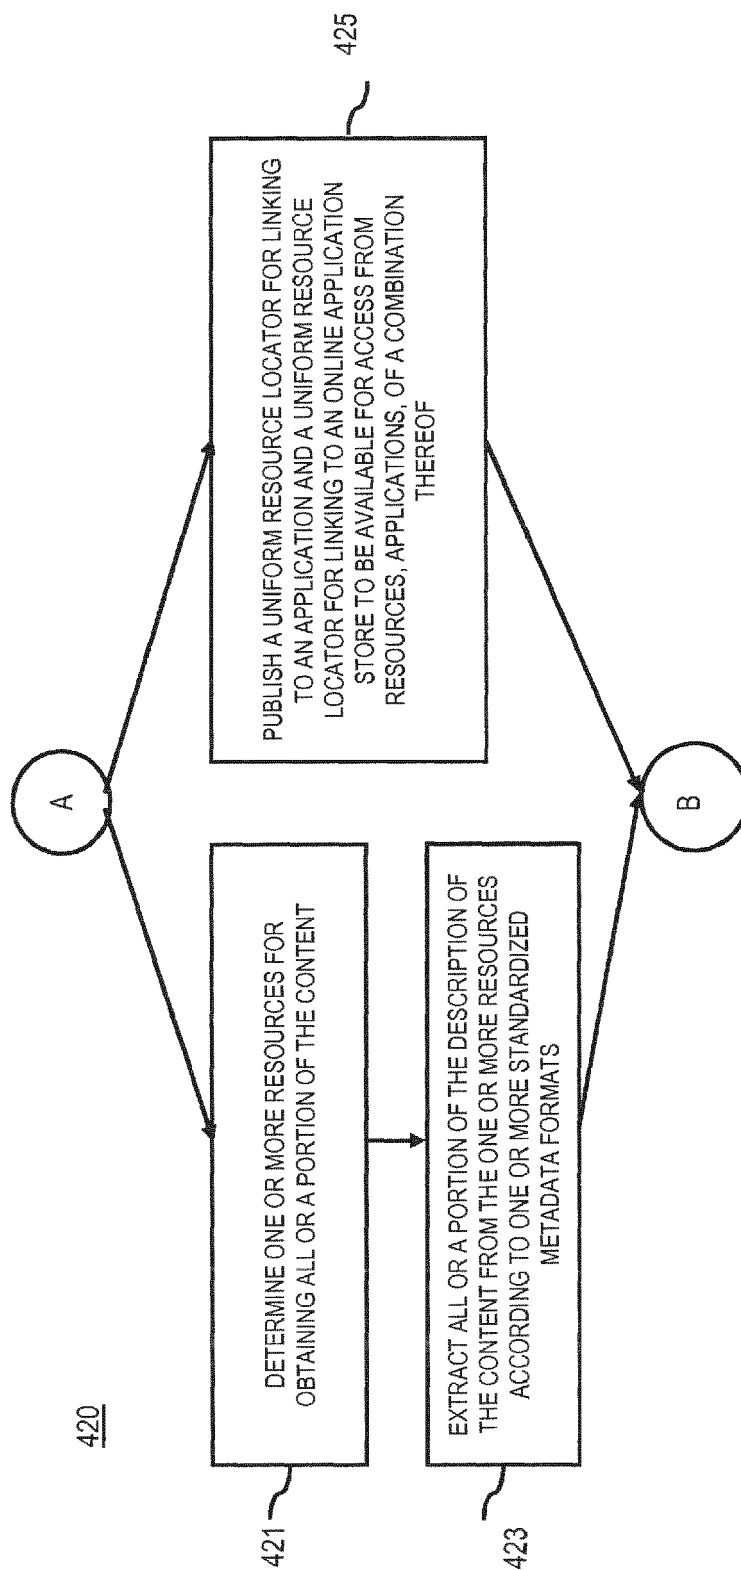 420
A
421
DETERMINE ONE OR MORE RESOURCES FOR
OBTAINING ALL OR A PORTION OF THE CONTENT
423
EXTRACT ALL OR A PORTION OF THE DESCRIPTION OF
THE CONTENT FROM THE ONE OR MORE RESOURCES
ACCORDING TO ONE OR MORE STANDARDIZED
METADATA FORMATS
425
PUBLISH A UNIFORM RESOURCE LOCATOR FOR LINKING
TO AN APPLICATION AND A UNIFORM RESOURCE
LOCATOR FOR LINKING TO AN ONLINE APPLICATION
STORE TO BE AVAILABLE FOR ACCESS FROM
RESOURCES, APPLICATIONS, OF A COMBINATION
THEREOF
B